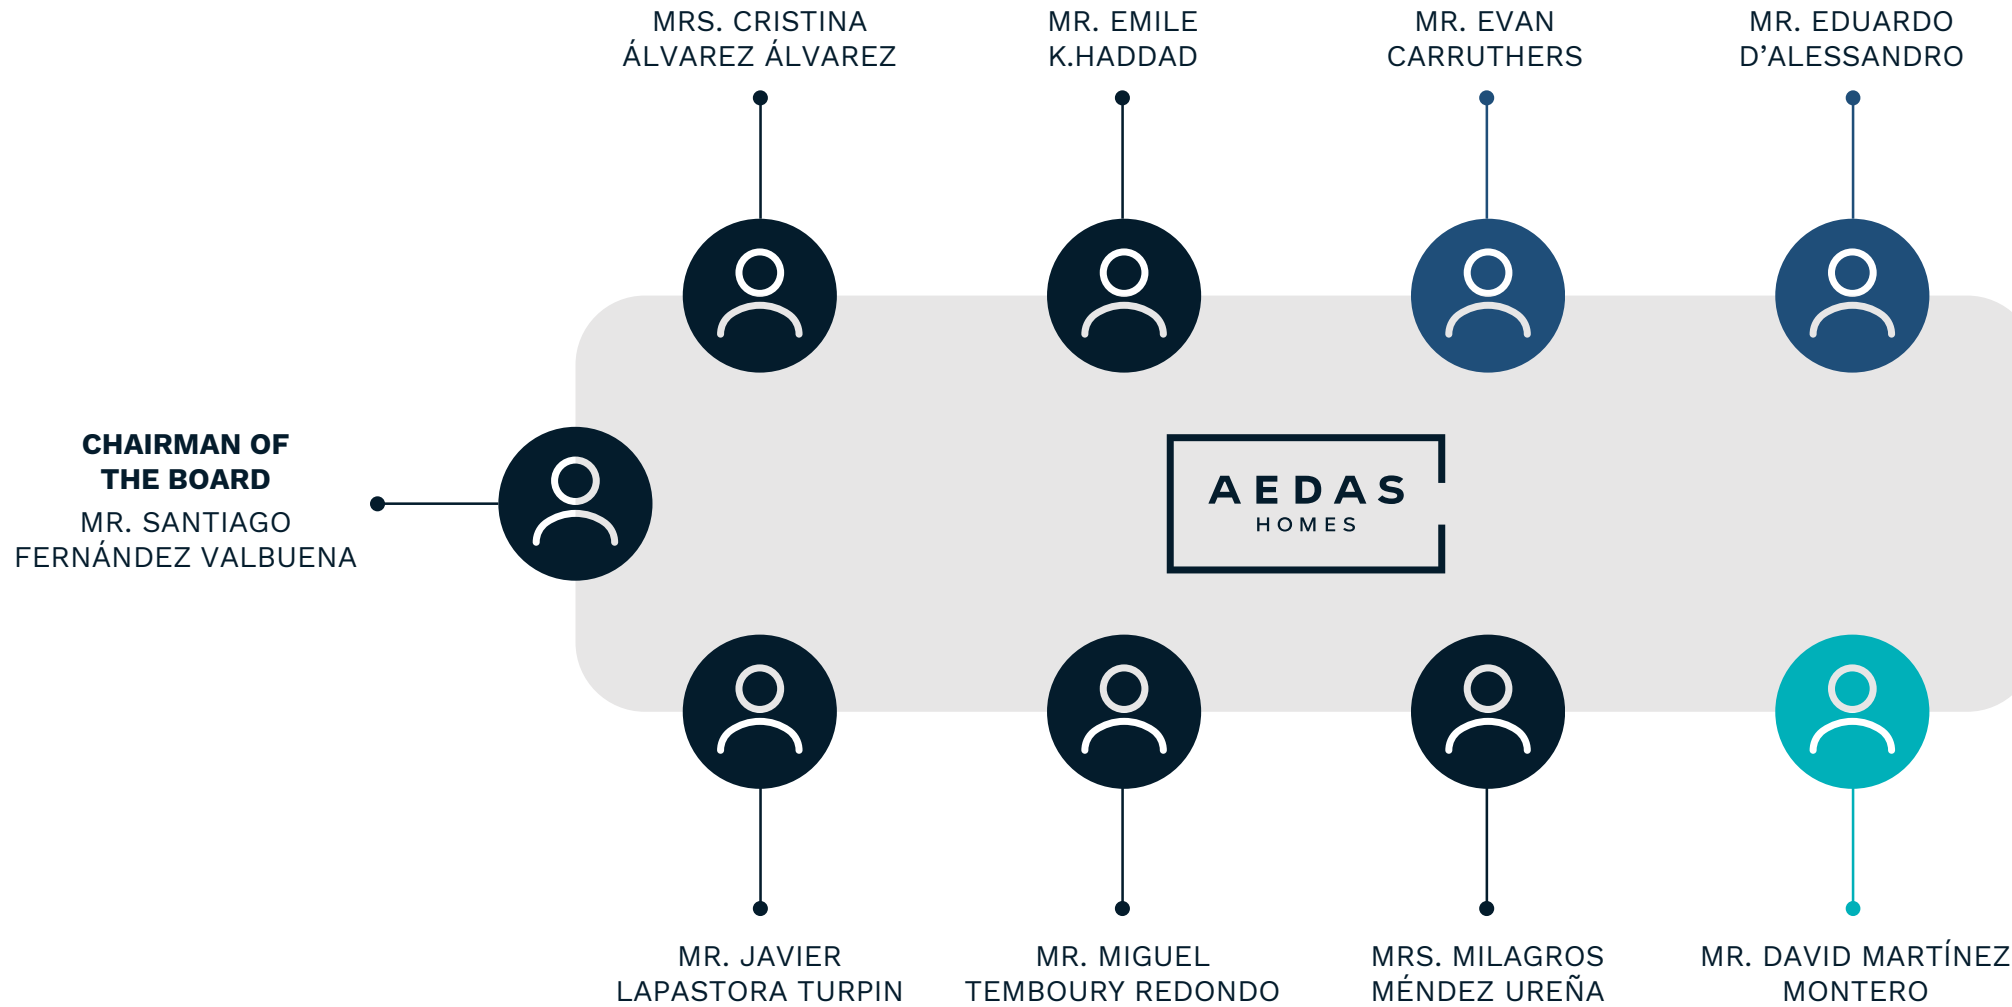 MRS. CRISTINA
ÁLVAREZ ÁLVAREZ
MR. EMILE
K.HADDAD
MR. EVAN
CARRUTHERS
MR. EDUARDO
D’ALESSANDRO
CHAIRMAN OF
THE BOARD
MR. SANTIAGO
FERNÁNDEZ VALBUENA
AEDAS
HOMES
MR. JAVIER
LAPASTORA TURPIN
MR. MIGUEL
TEMBOURY REDONDO
MRS. MILAGROS
MÉNDEZ UREÑA
MR. DAVID MARTÍNEZ
MONTERO